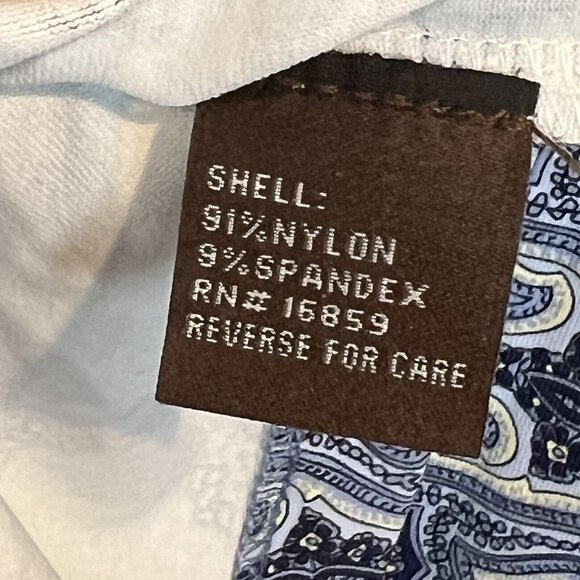 SHELL:
91%NYLON
9%SPANDEX
RN# 16859
REVERSE FOR CARE